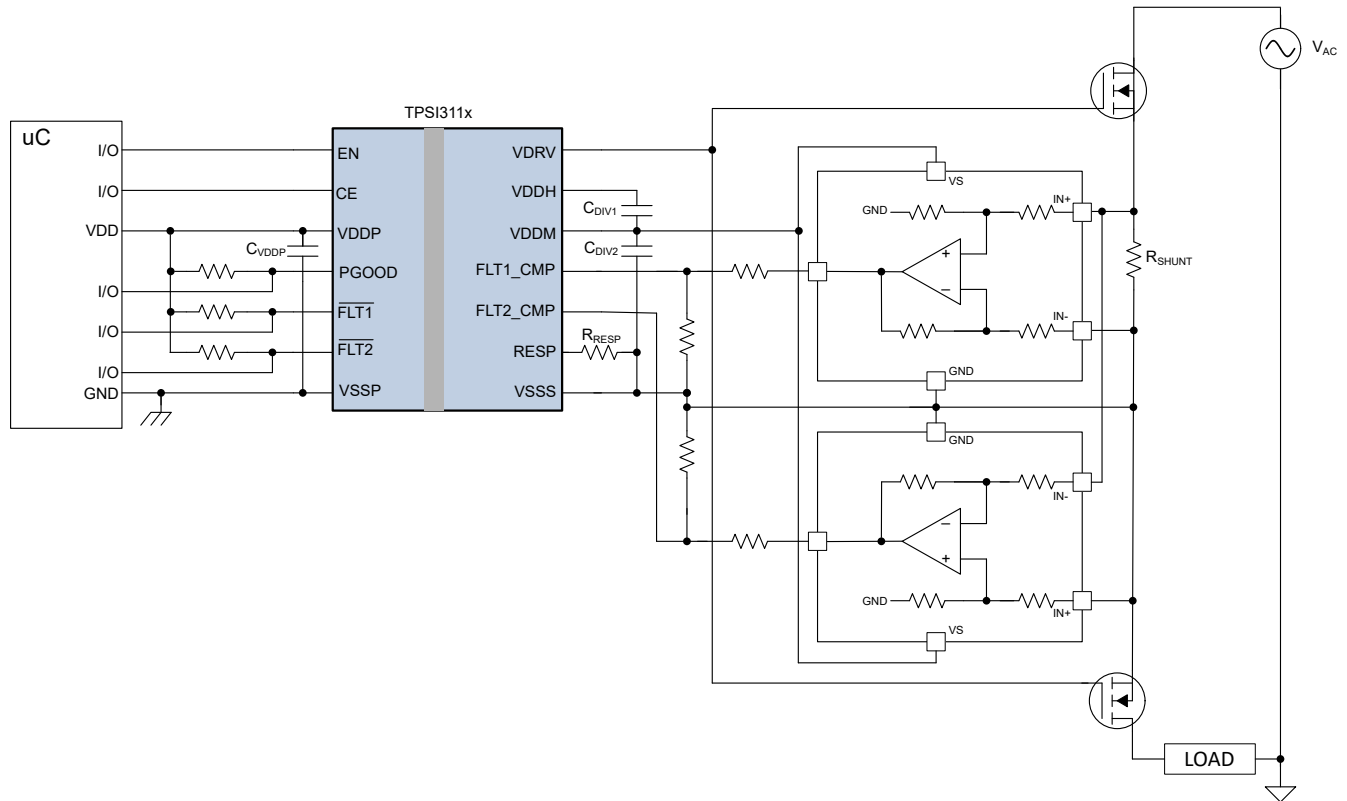 V_AC
TPSI311x
uC
I/O
EN
VDRV
I/O
CE
VDDH
VS
C_DIV1
GND
IN+
VDD
VDDP
VDDM
C_VDDP
C_DIV2
+
R_SHUNT
PGOOD
FLT1_CMP
I/O
−
FLT1
FLT2_CMP
I/O
IN-
R_RESP
FLT2
RESP
I/O
GND
GND
VSSP
VSSS
GND
IN-
−
+
GND
IN+
VS
LOAD